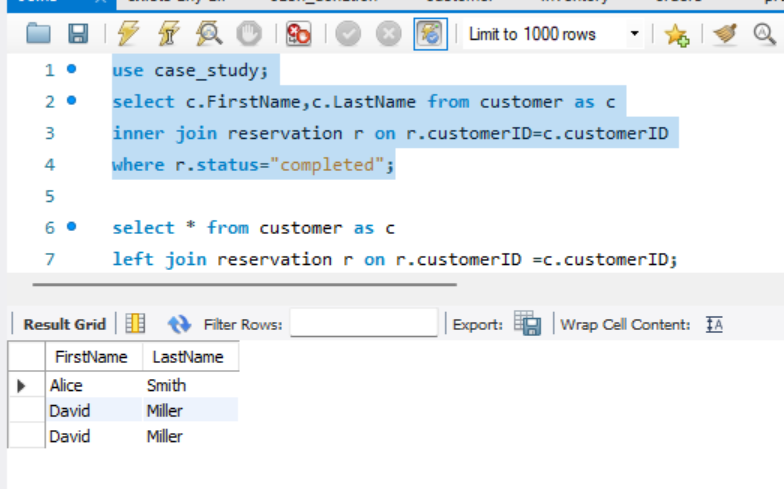 Limit to 1000 rows
1 use case_study;
2 select c.FirstName,c.LastName from customer as c
3 inner join reservation r on r.customerID=c.customerID
4 where r.status="completed";
5
6 select * from customer as c
7 left join reservation r on r.customerID =c.customerID;
Result Grid Filter Rows: Export: Wrap Cell Content: IA
FirstName LastName
Alice Smith
David Miller
David Miller